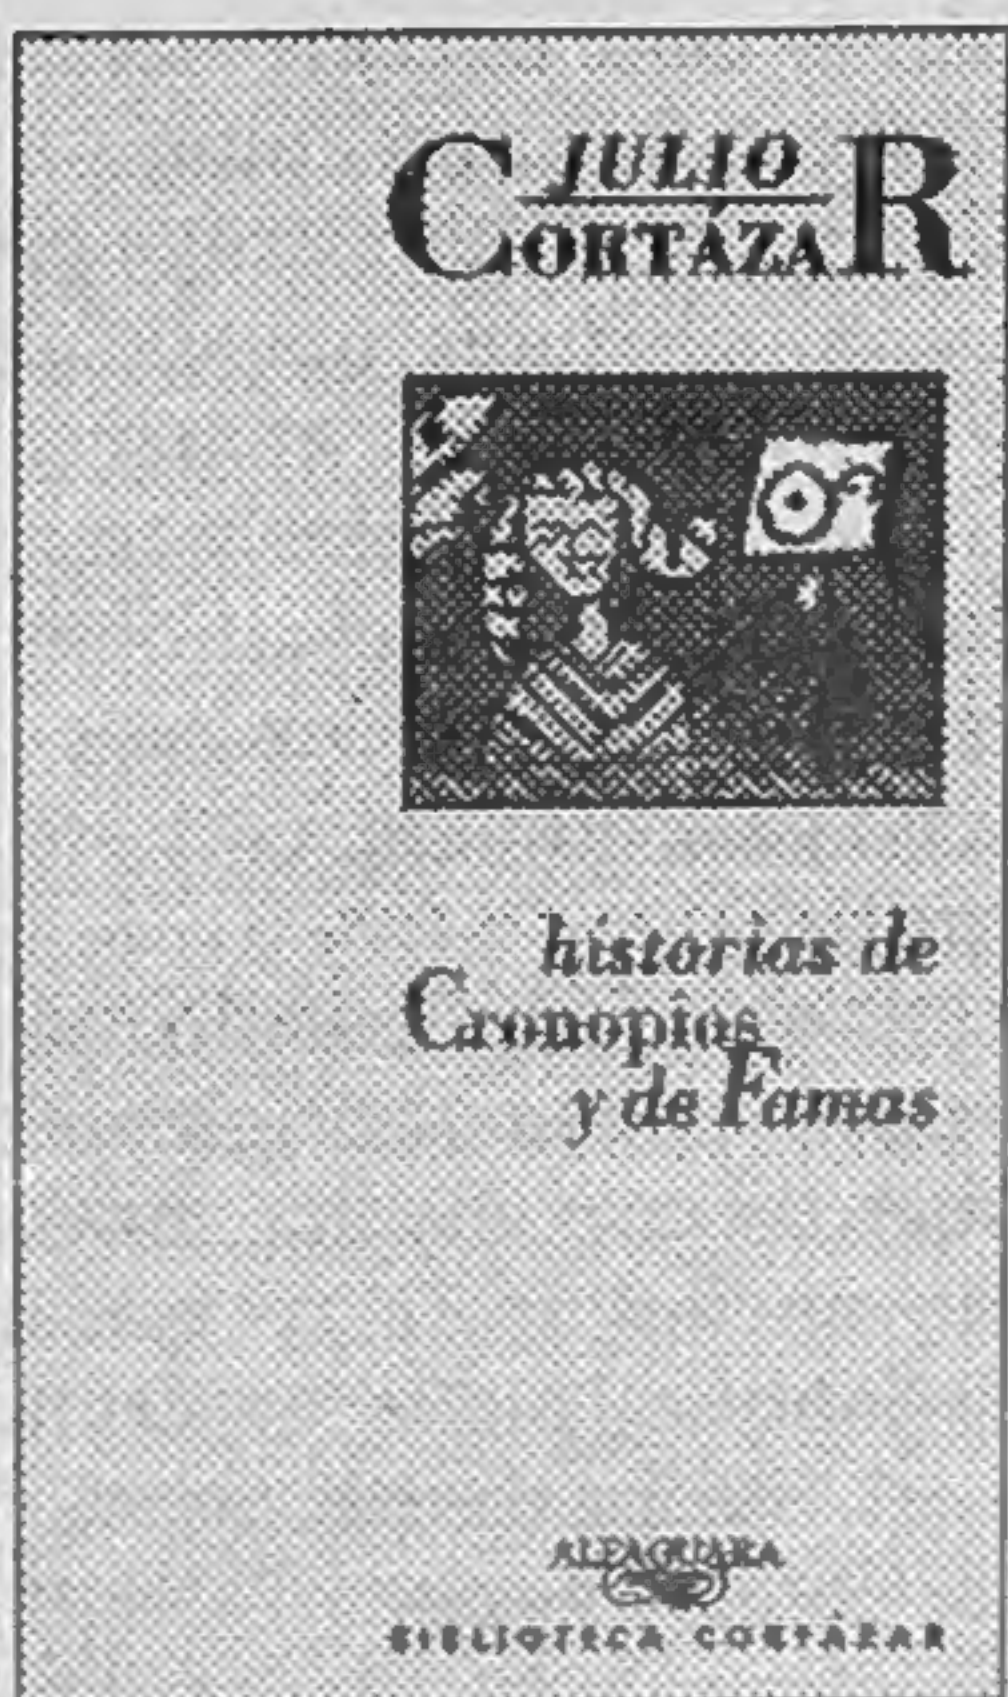 JULIO
CORTÁZAR
historias de
Cronopios
y de Famas
ALFAGUARA
BIBLIOTECA CORTÁZAR